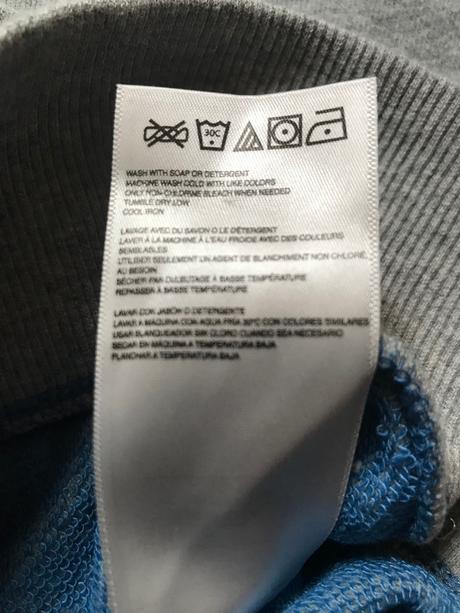 30C
WASH WITH SOAP OR DETERGENT
MACHINE WASH COLD WITH LIKE COLORS
ONLY NON-CHLORINE BLEACH WHEN NEEDED
TUMBLE DRY LOW
COOL IRON
LAVAGE AVEC DU SAVON O LE DÉTERGENT
LAVER À LA MACHINE À L'EAU FROIDE AVEC DES COULEURS
SEMBLABLES
UTILISER SEULEMENT UN AGENT DE BLANCHIMENT NON CHLORÉ,
AU BESOIN
SÉCHER PAR CULBUTAGE À BASSE TEMPÉRATURE
REPASSER À BASSE TEMPÉRATURE
LAVAR CON JABÓN O DETERGENTE
LAVAR A MAQUINA CON AGUA FRÍA 30ºC CON COLORES SIMILARES
USAR BLANQUEADOR SIN CLORO CUANDO SEA NECESARIO
SECAR EN MAQUINA A TEMPERATURA BAJA
PLANCHAR A TEMPERATURA BAJA